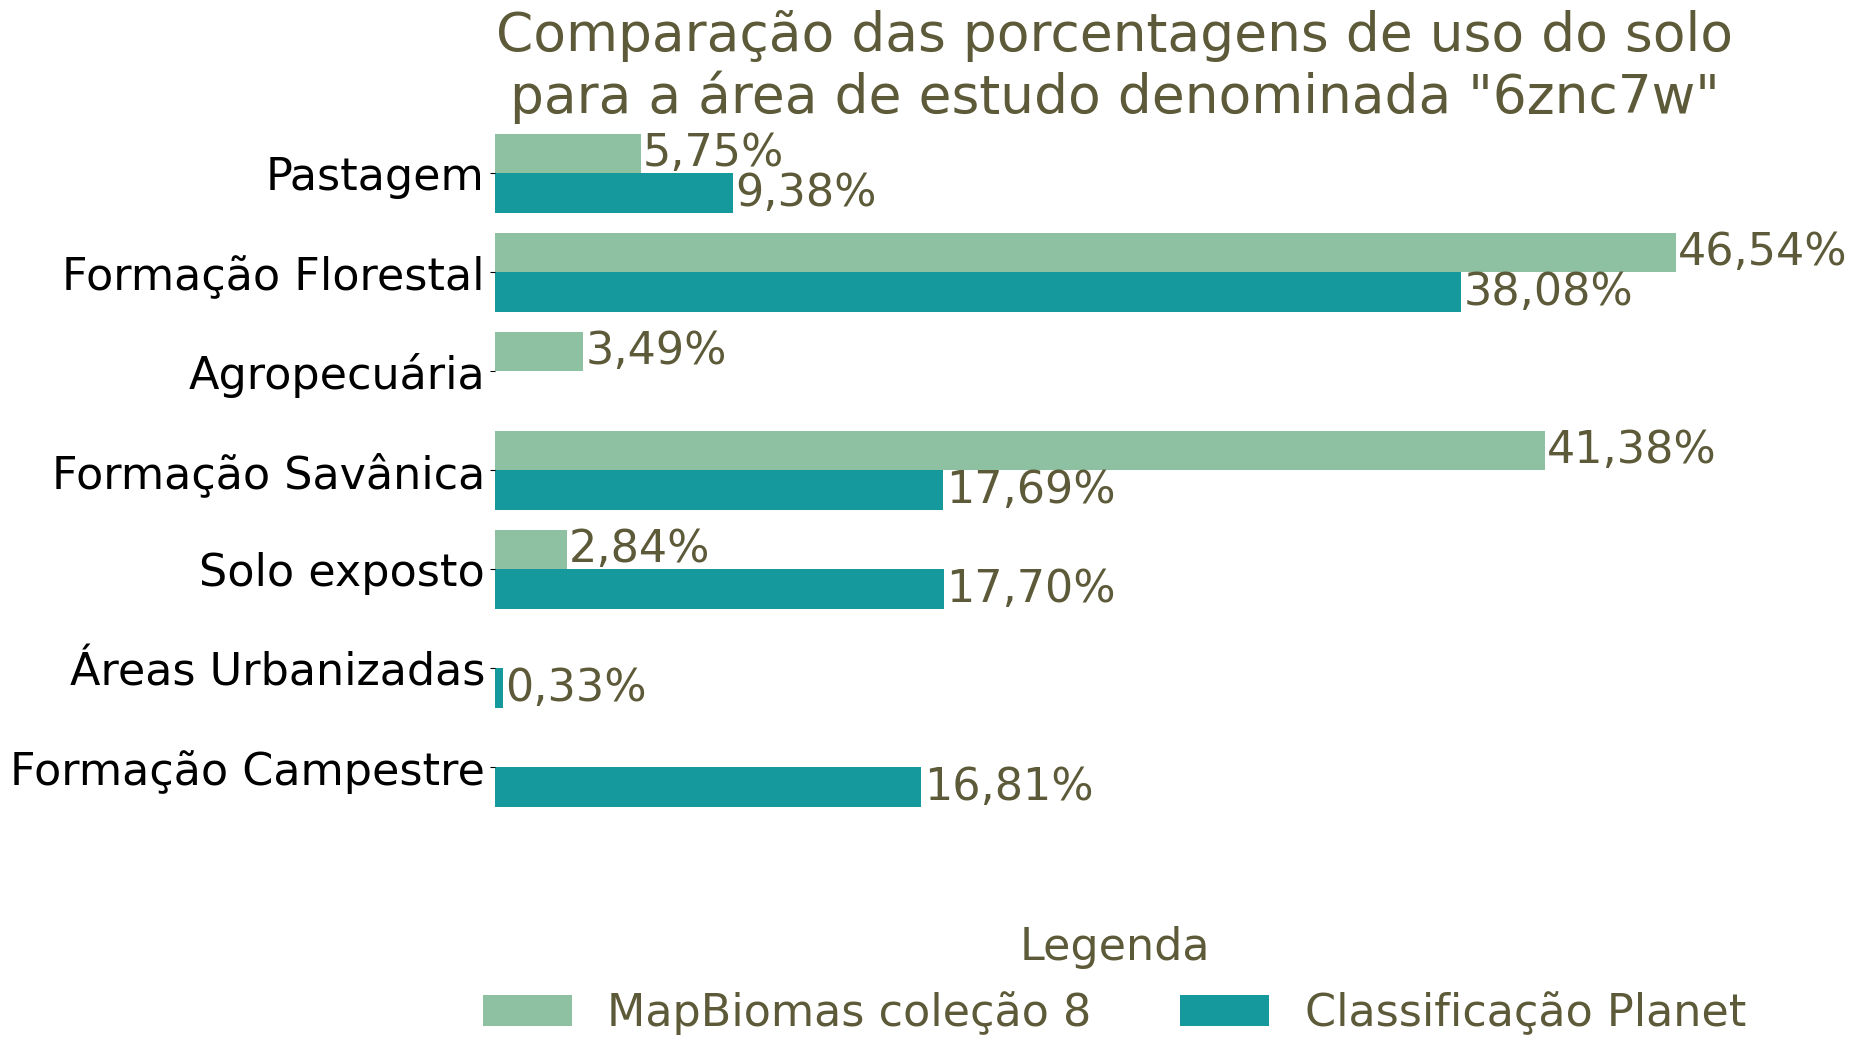 Comparação das porcentagens de uso do solo
para a área de estudo denominada "6znc7w"
Pastagem
5,75%
9,38%
Formação Florestal
46,54%
38,08%
Agropecuária
3,49%
Formação Savânica
41,38%
17,69%
Solo exposto
2,84%
17,70%
Áreas Urbanizadas
0,33%
Formação Campestre
16,81%
Legenda
MapBiomas coleção 8
Classificação Planet